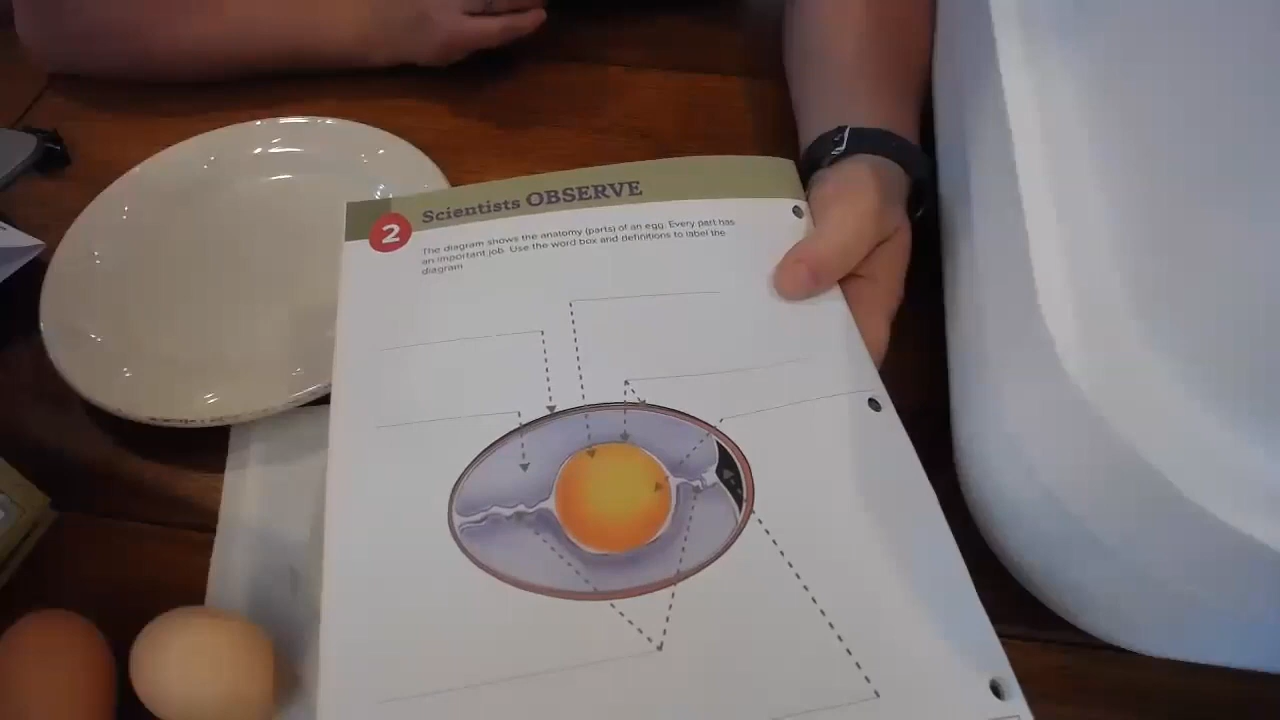 2
Scientists OBSERVE
The diagram shows the anatomy (parts) of an egg. Every part has
an important job. Use the word box and definitions to label the
diagram